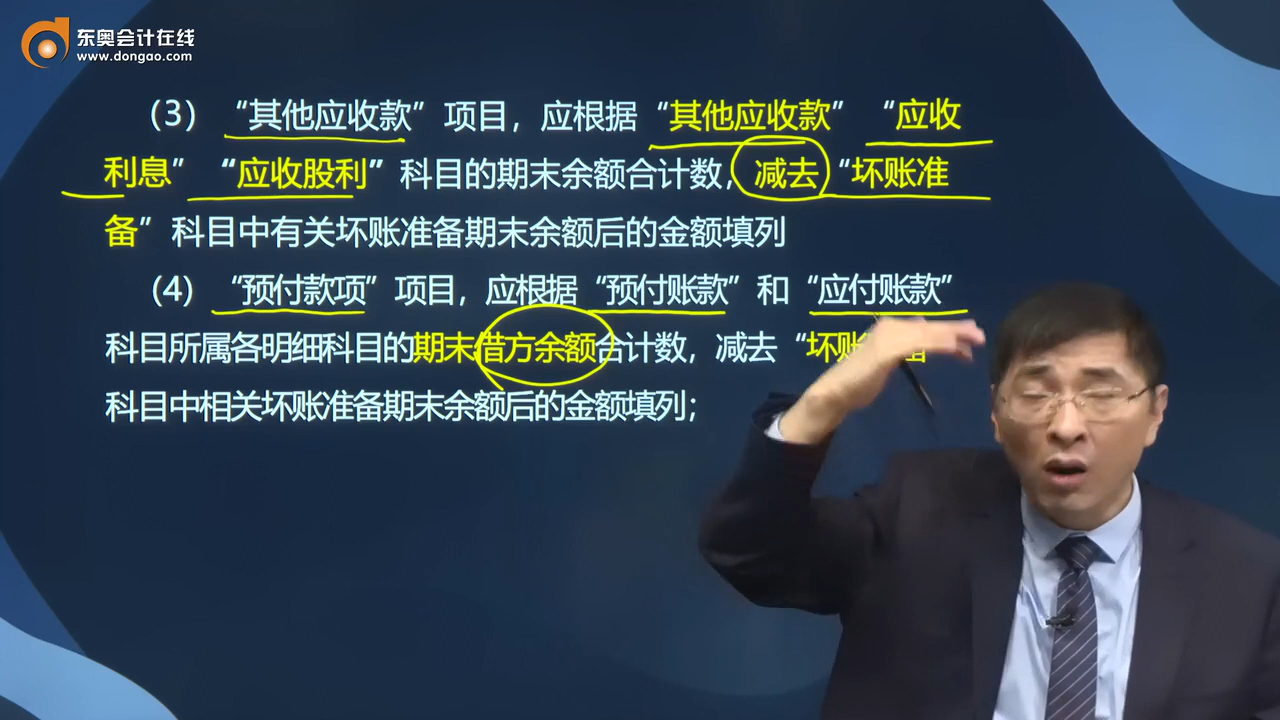 东奥会计在线
www.dongao.com
（3）“其他应收款”项目，应根据“其他应收款”“应收
利息”“应收股利”科目的期末余额合计数，减去“坏账准
备”科目中有关坏账准备期末余额后的金额填列
（4）“预付款项”项目，应根据“预付账款”和“应付账款”
科目所属各明细科目的期末借方余额合计数，减去“坏账
科目中相关坏账准备期末余额后的金额填列；